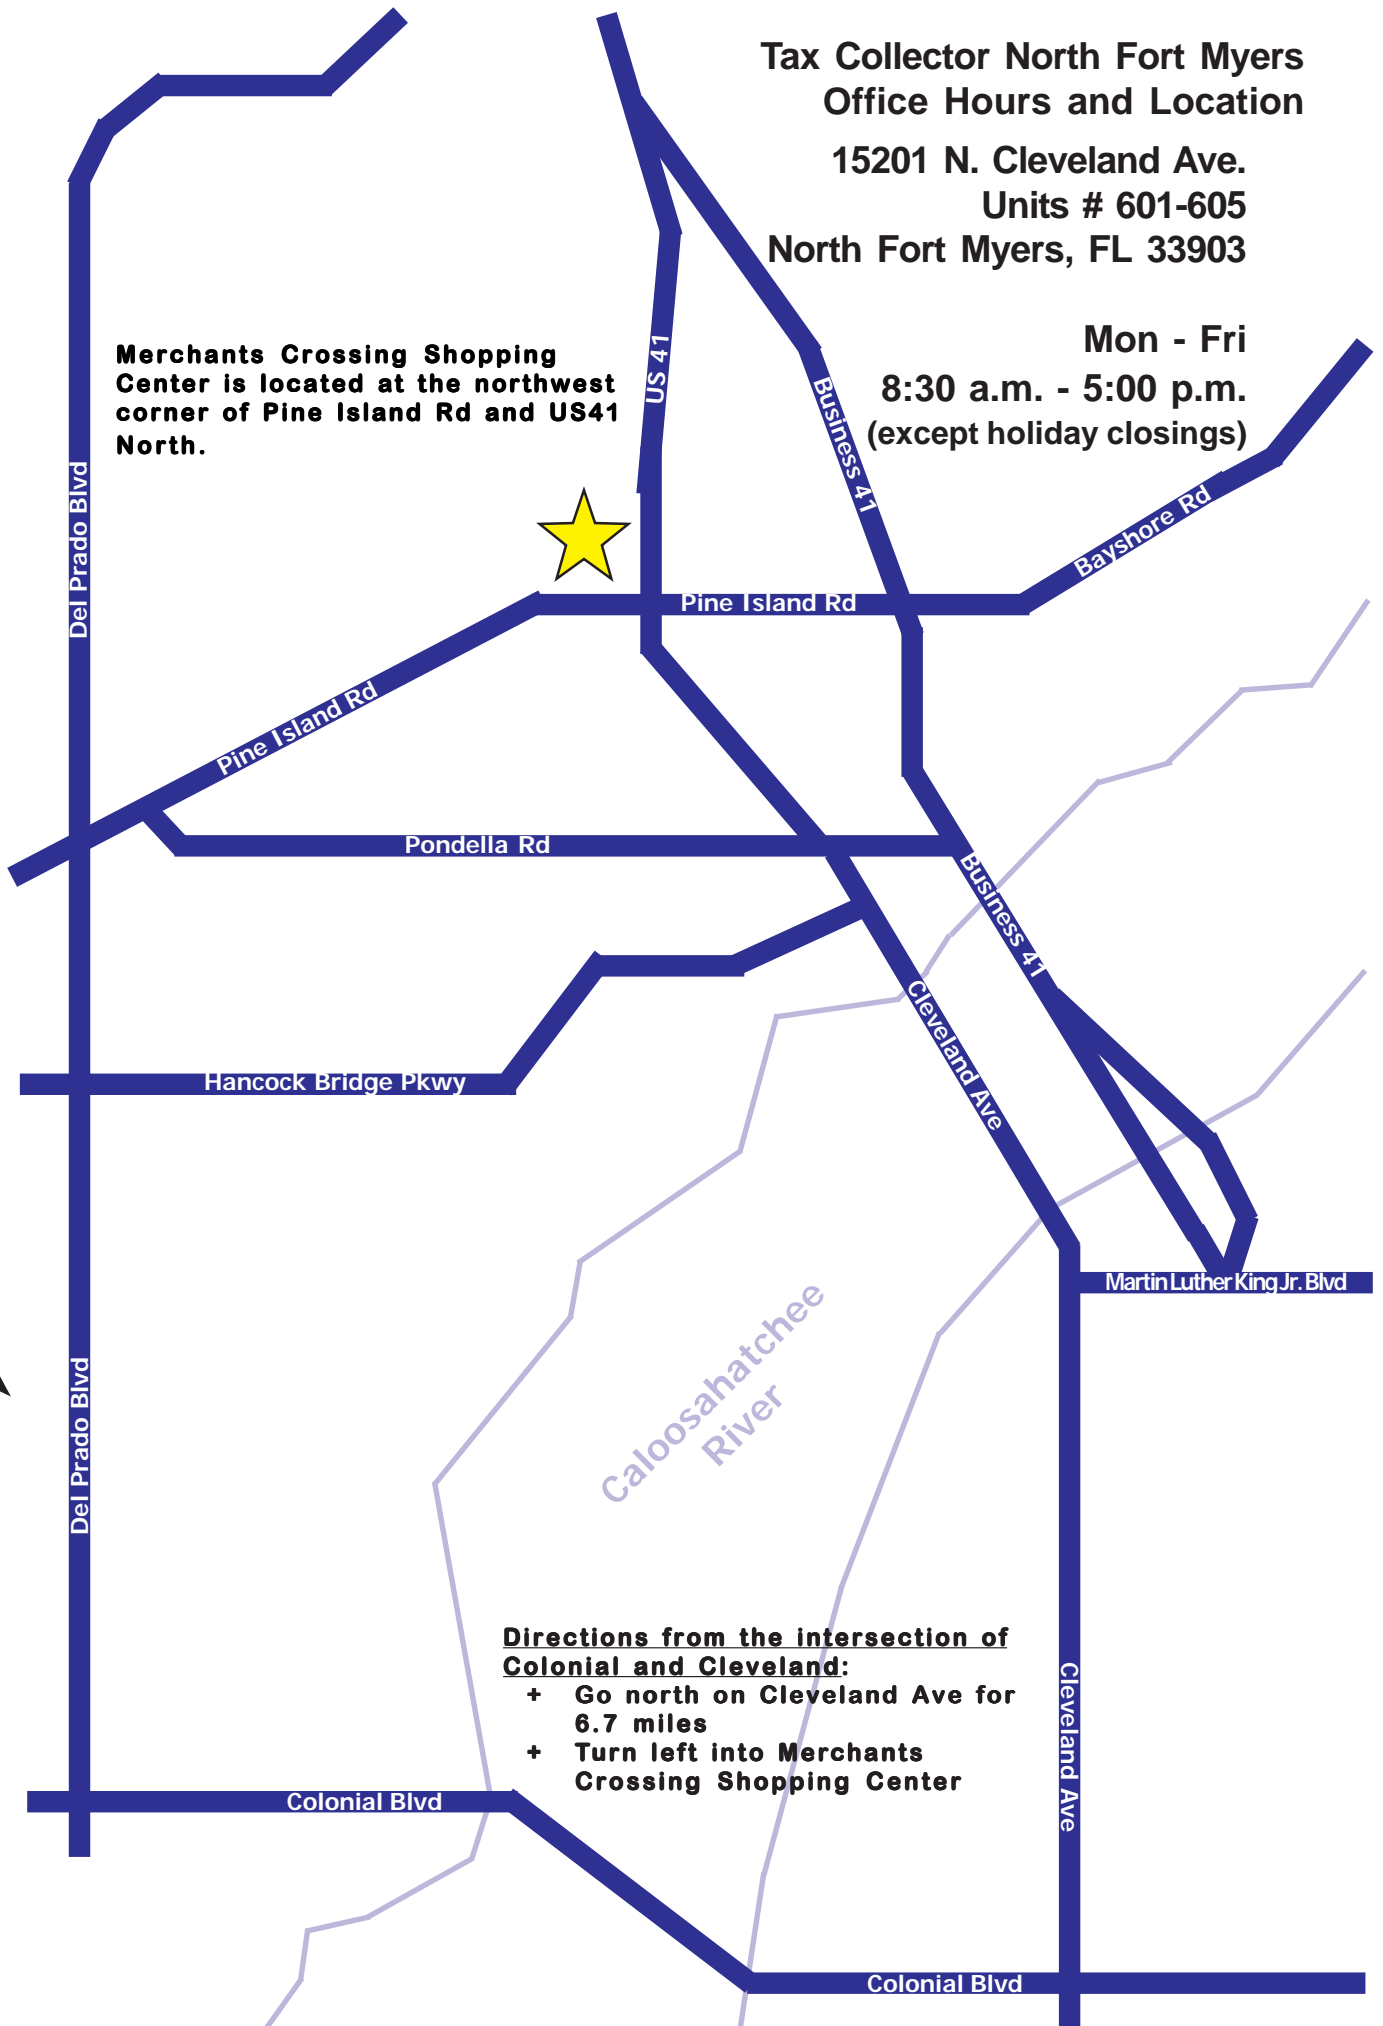 Tax Collector North Fort Myers
Office Hours and Location
15201 N. Cleveland Ave.
Units # 601-605
North Fort Myers, FL 33903
Mon - Fri
8:30 a.m. - 5:00 p.m.
(except holiday closings)
Merchants Crossing Shopping
Center is located at the northwest
corner of Pine Island Rd and US41
North.
US 41
Business 41
Del Prado Blvd
Bayshore Rd
Pine Island Rd
Pine Island Rd
Pondella Rd
Business 41
Cleveland Ave
Hancock Bridge Pkwy
Martin Luther King Jr. Blvd
Caloosahatchee
River
Del Prado Blvd
Directions from the intersection of
Colonial and Cleveland:
+ Go north on Cleveland Ave for
6.7 miles
+ Turn left into Merchants
Crossing Shopping Center
Cleveland Ave
Colonial Blvd
Colonial Blvd